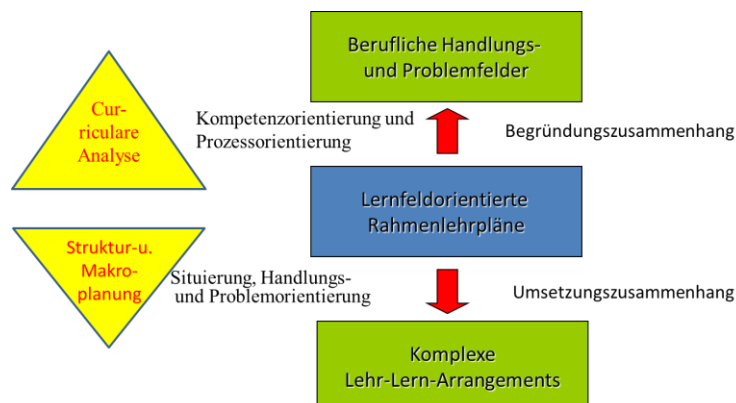 Berufliche Handlungs-
und Problemfelder
Cur-
riculare
Analyse
Kompetenzorientierung und
Prozessorientierung
Begründungszusammenhang
Lernfeldorientierte
Rahmenlehrpläne
Struktur-u.
Makro-
planung
Situierung, Handlungs-
und Problemorientierung
Umsetzungszusammenhang
Komplexe
Lehr-Lern-Arrangements